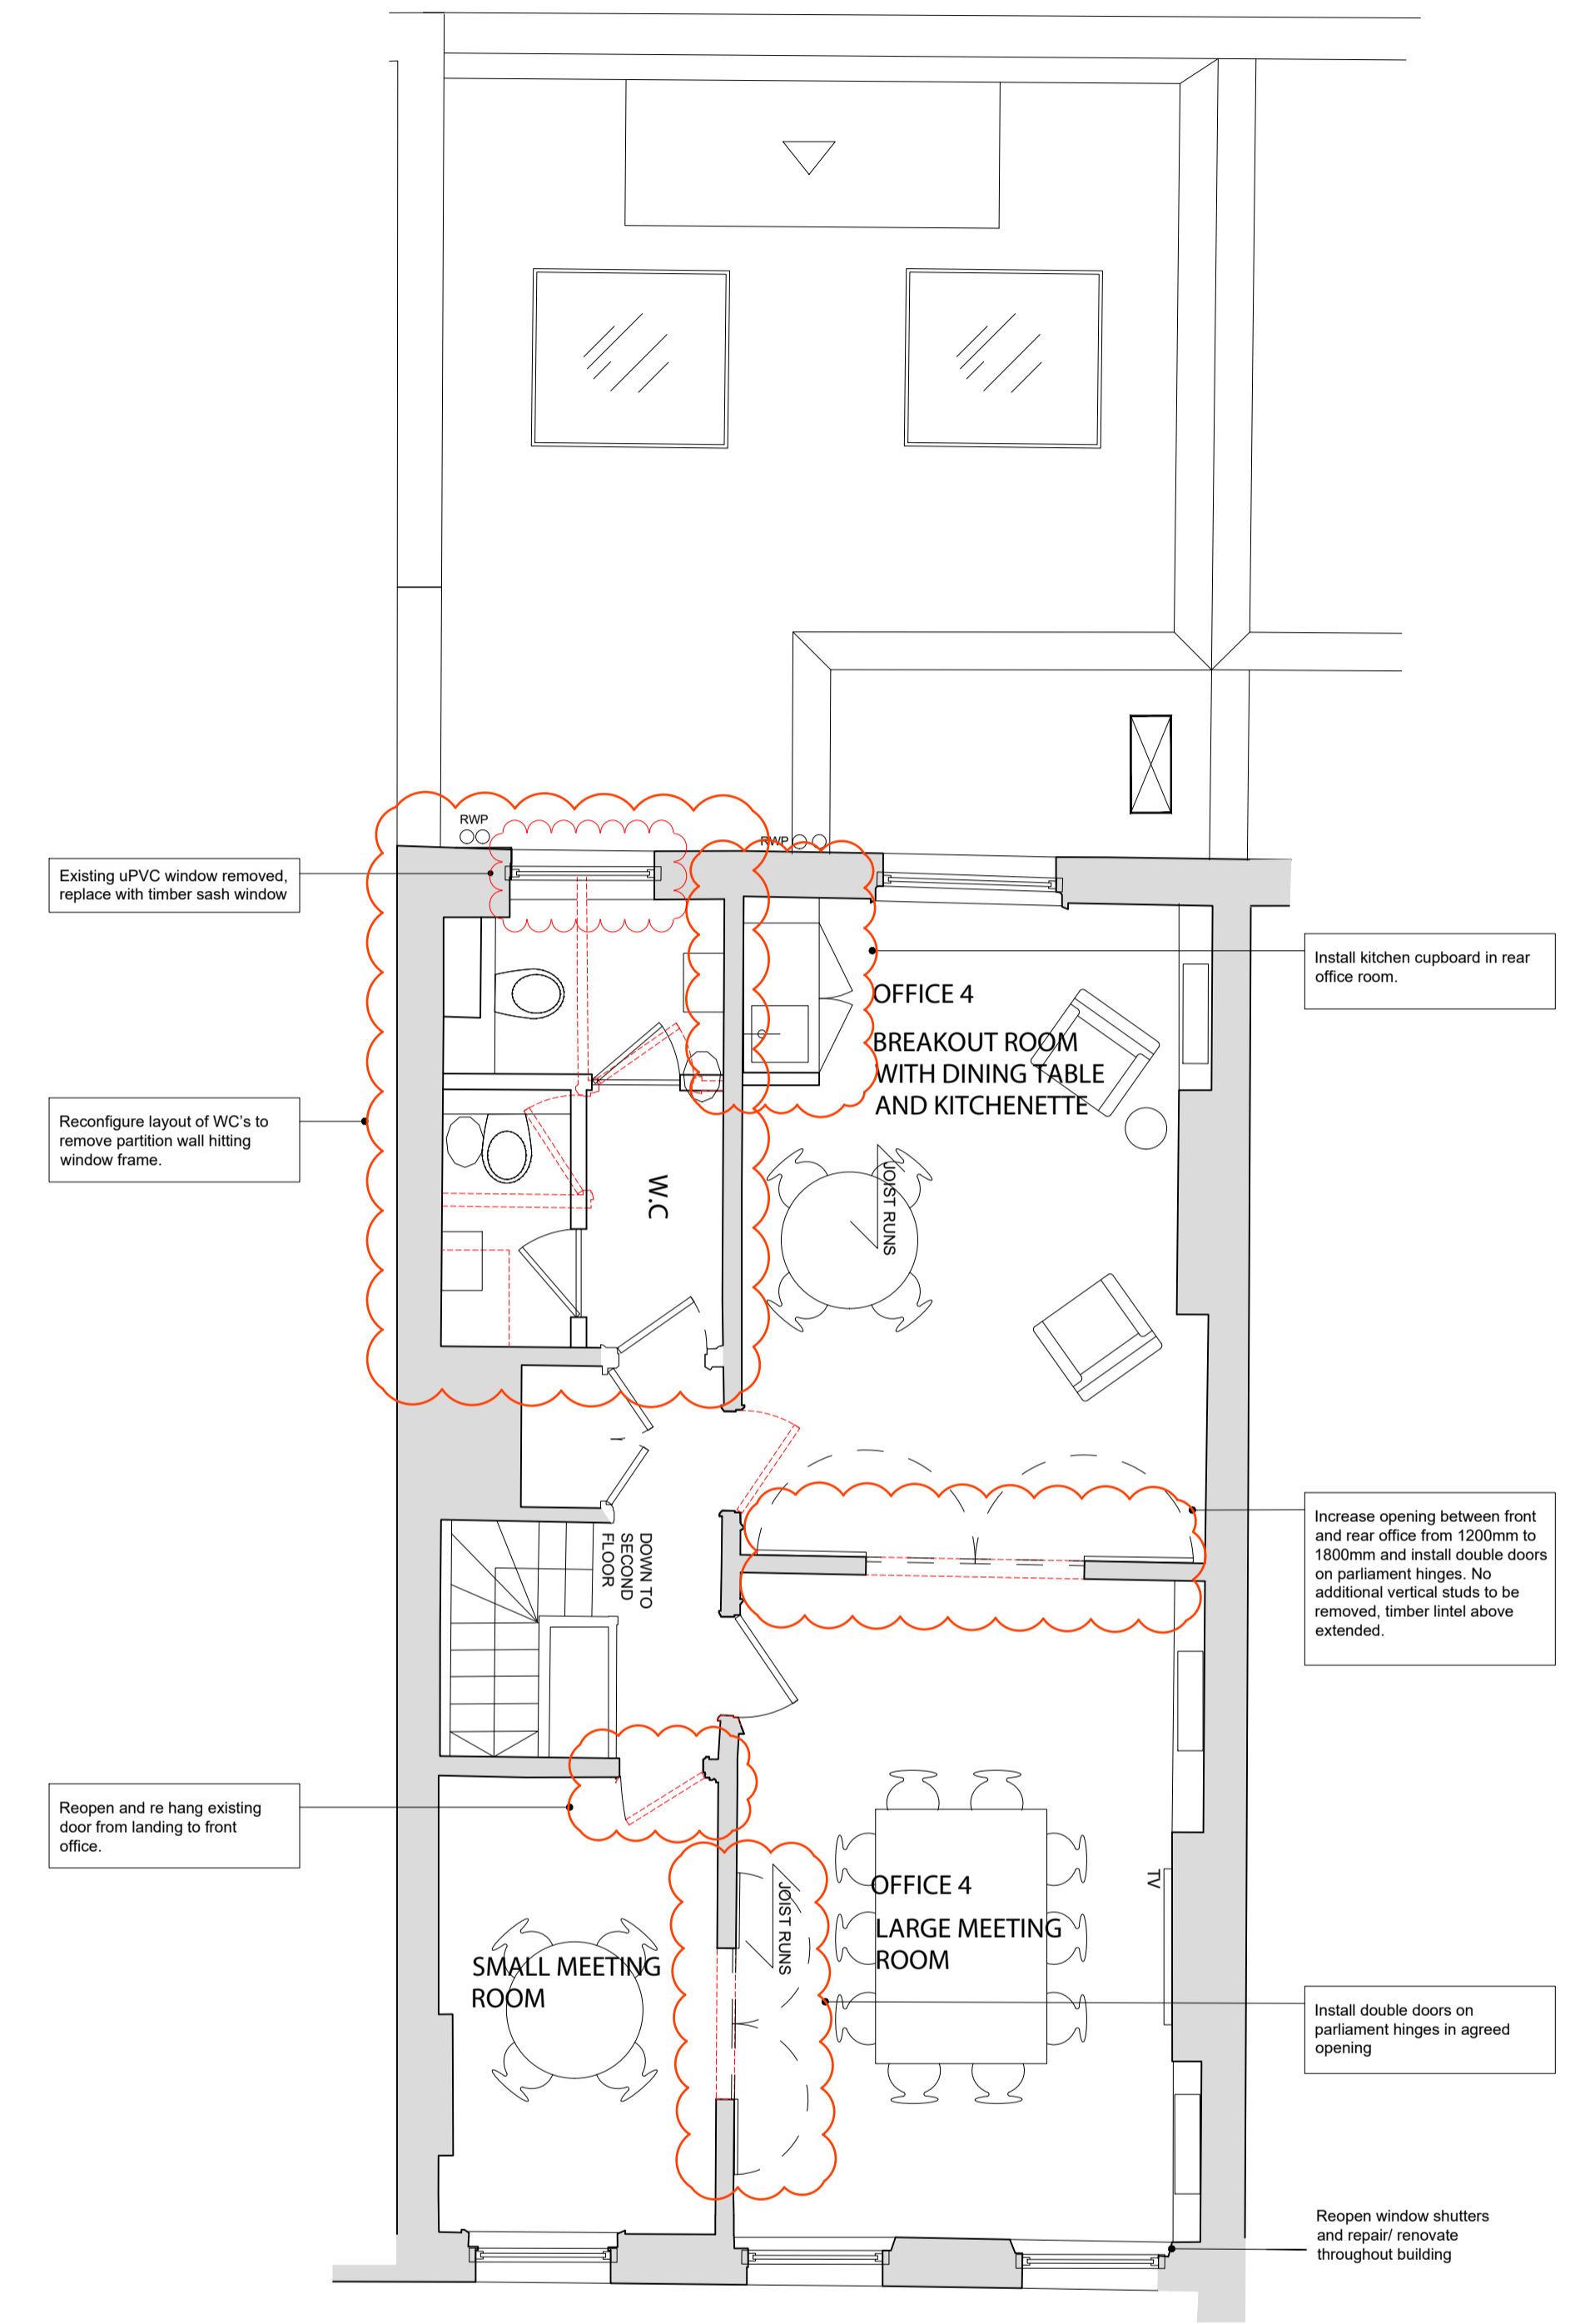 RWP
RWP
Existing uPVC window removed,
replace with timber sash window
Install kitchen cupboard in rear
office room.
OFFICE 4
BREAKOUT ROOM
WITH DINING TABLE
AND KITCHENETTE
Reconfigure layout of WC's to
remove partition wall hitting
window frame.
W.C
JOIST RUNS
Increase opening between front
and rear office from 1200mm to
1800mm and install double doors
on parliament hinges. No
additional vertical studs to be
removed, timber lintel above
extended.
DOWN TO
SECOND
FLOOR
Reopen and re hang existing
door from landing to front
office.
OFFICE 4
LARGE MEETING
ROOM
TV
JOIST RUNS
SMALL MEETING
ROOM
Install double doors on
parliament hinges in agreed
opening
Reopen window shutters
and repair/ renovate
throughout building